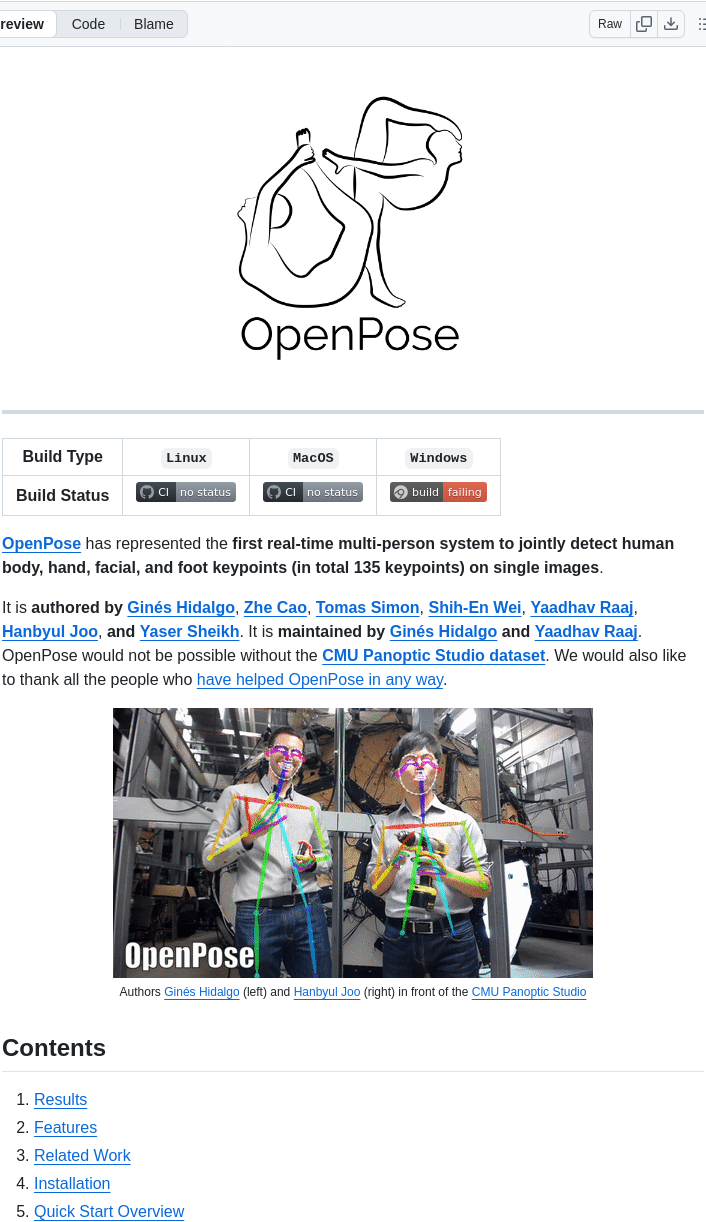 review Code Blame Raw
OpenPose
Build Type Linux MacOS Windows
Build Status CI no status CI no status build failing
OpenPose has represented the first real-time multi-person system to jointly detect human
body, hand, facial, and foot keypoints (in total 135 keypoints) on single images.
It is authored by Ginés Hidalgo, Zhe Cao, Tomas Simon, Shih-En Wei, Yaadhav Raaj,
Hanbyul Joo, and Yaser Sheikh. It is maintained by Ginés Hidalgo and Yaadhav Raaj.
OpenPose would not be possible without the CMU Panoptic Studio dataset. We would also like
to thank all the people who have helped OpenPose in any way.
OpenPose
Authors Ginés Hidalgo (left) and Hanbyul Joo (right) in front of the CMU Panoptic Studio
Contents
1. Results
2. Features
3. Related Work
4. Installation
5. Quick Start Overview